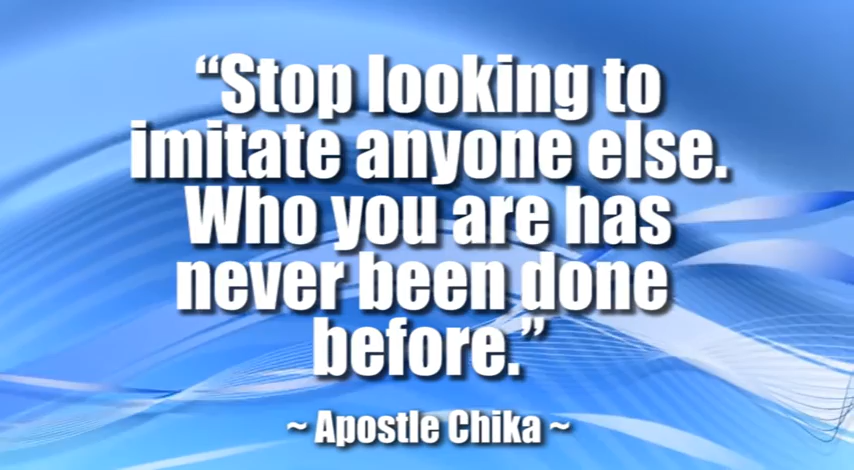 “Stop looking to
imitate anyone else.
Who you are has
never been done
before.”
~ Apostle Chika ~